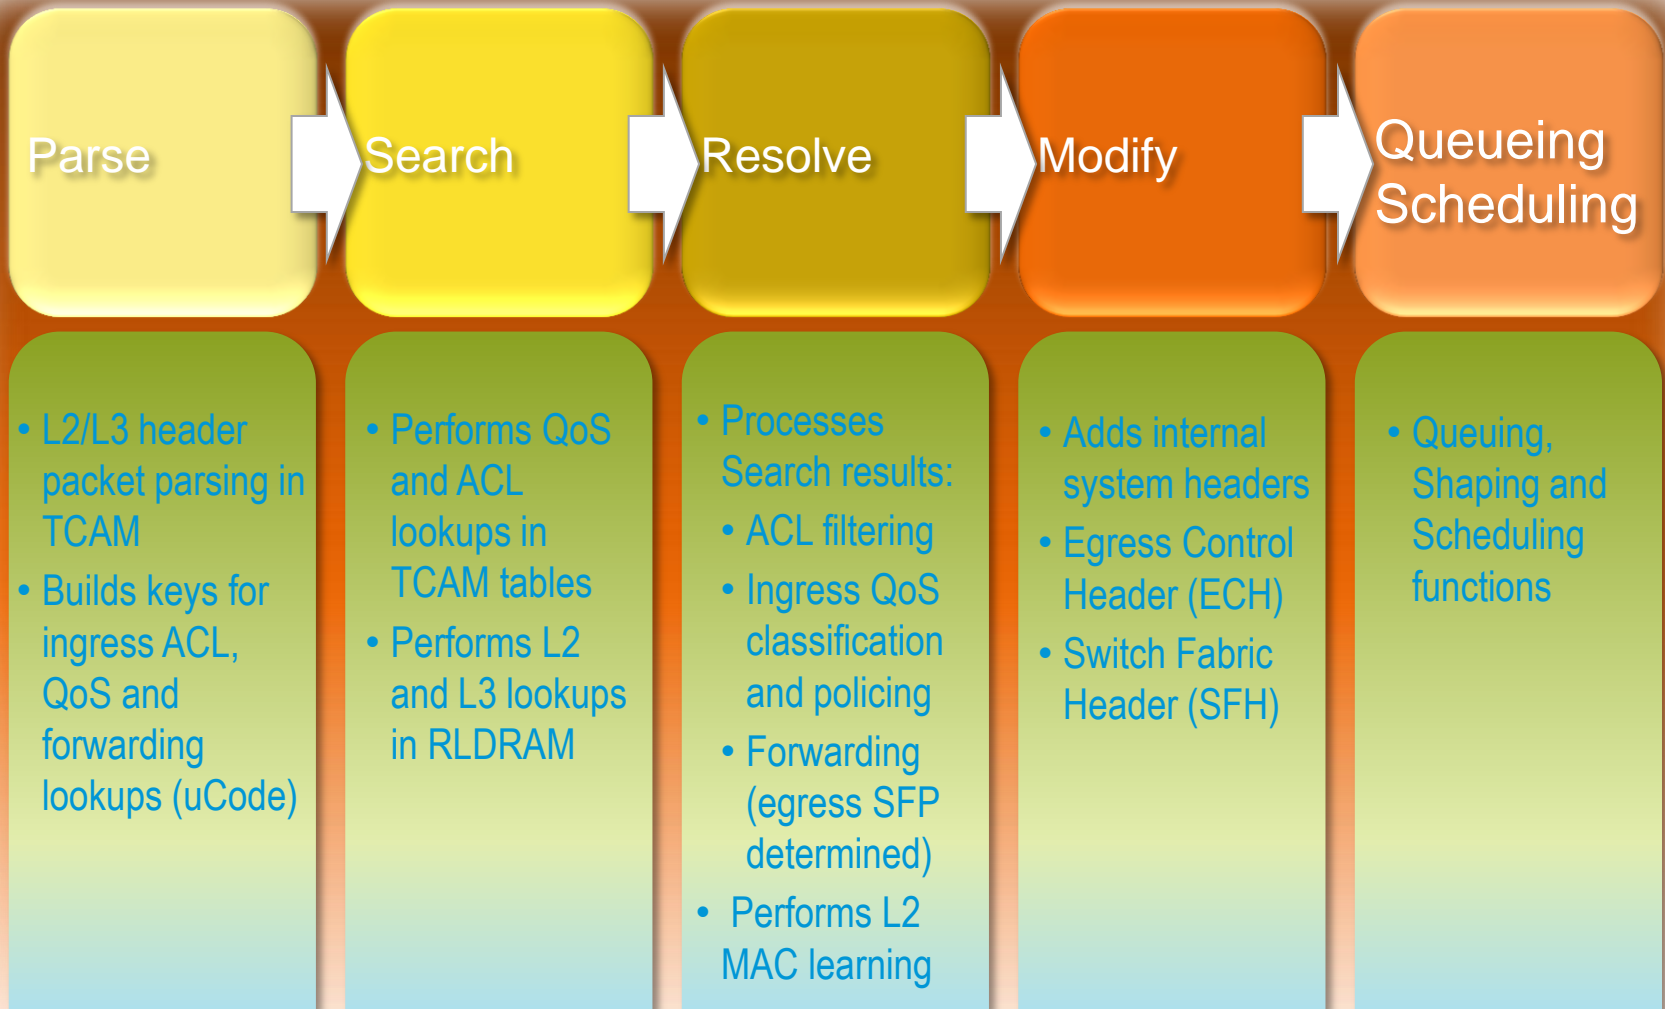 Parse
Search
Resolve
Modify
Queueing
Scheduling
• L2/L3 header
packet parsing in
TCAM
• Builds keys for
ingress ACL,
QoS and
forwarding
lookups (uCode)
• Performs QoS
and ACL
lookups in
TCAM tables
• Performs L2
and L3 lookups
in RLDRAM
• Processes
Search results:
• ACL filtering
• Ingress QoS
classification
and policing
• Forwarding
(egress SFP
determined)
• Performs L2
MAC learning
• Adds internal
system headers
• Egress Control
Header (ECH)
• Switch Fabric
Header (SFH)
• Queuing,
Shaping and
Scheduling
functions